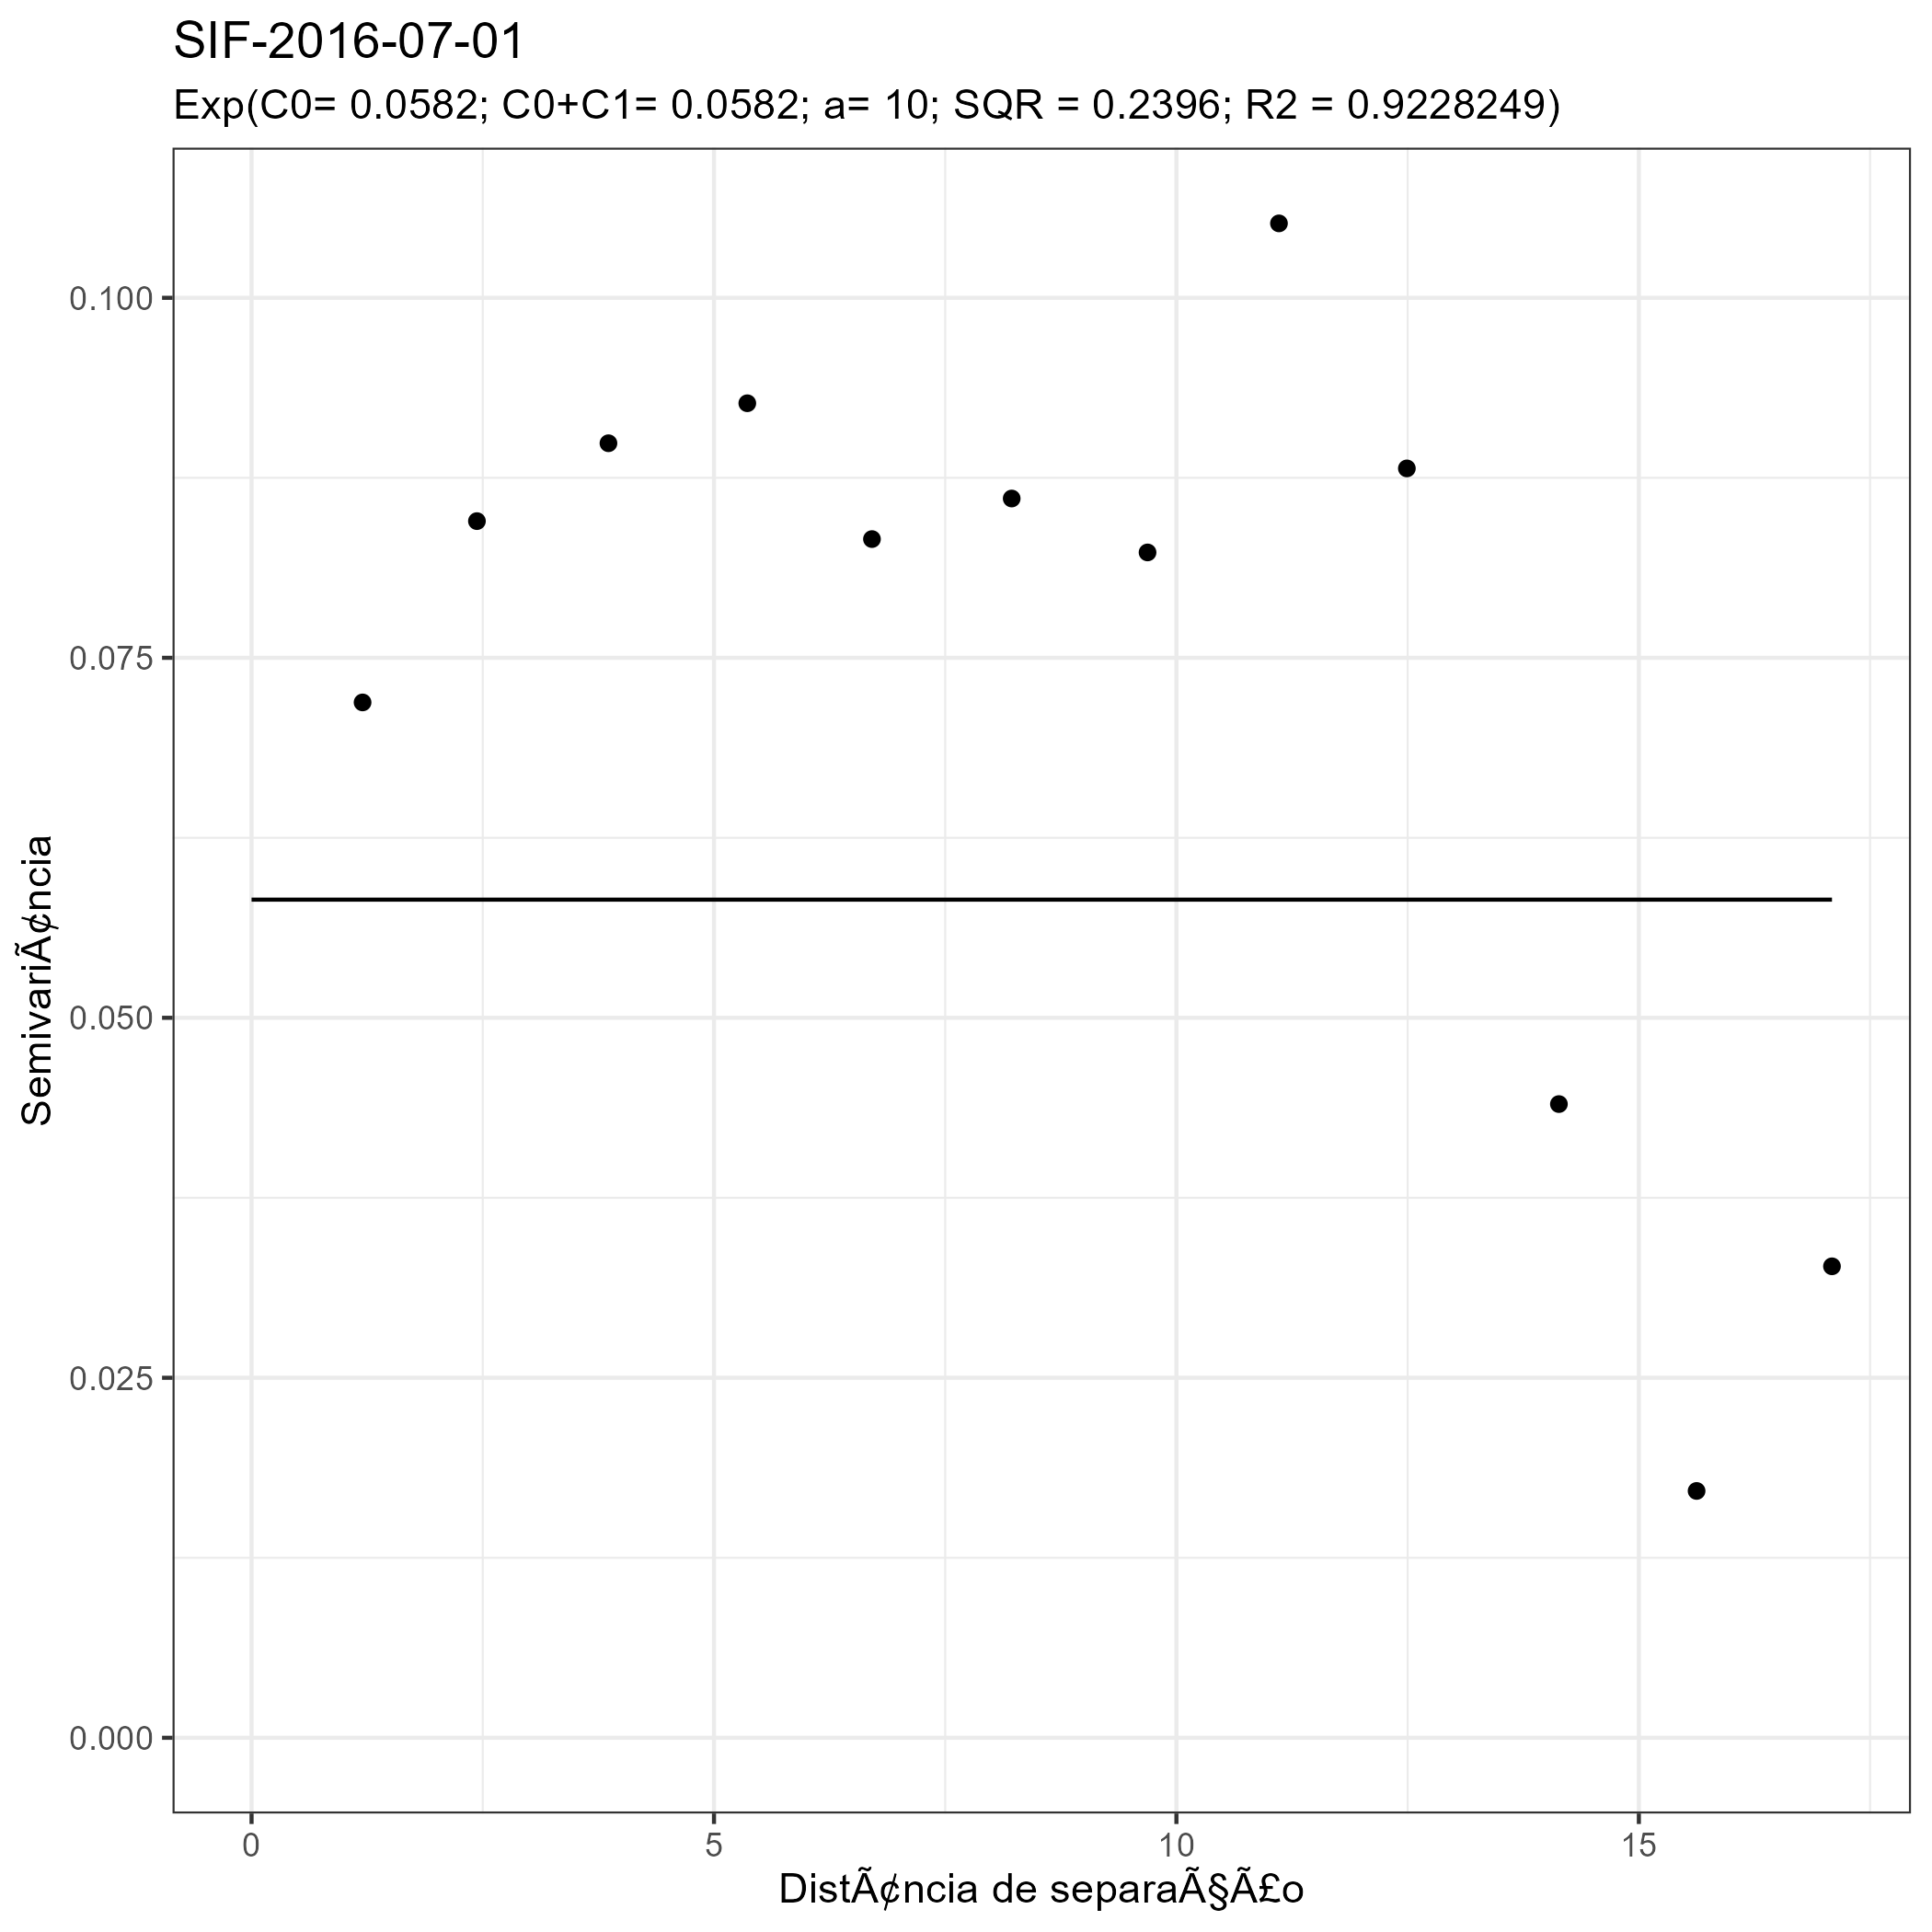 SIF-2016-07-01
Exp(C0= 0.0582; C0+C1= 0.0582; a= 10; SQR = 0.2396; R2 = 0.9228249)
SemivariÃ¢ncia
0.100
0.075
0.050
0.025
0.000
0 5 10 15
DistÃ¢ncia de separaÃ§Ã£o